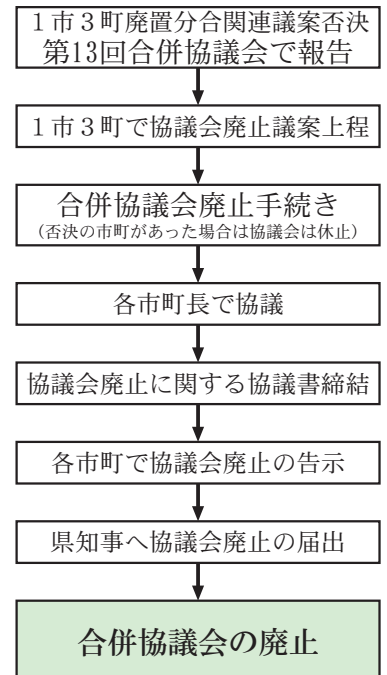 １市３町廃置分合関連議案否決
第13回合併協議会で報告
１市３町で協議会廃止議案上程
合併協議会廃止手続き
(否決の市町があった場合は協議会は休止)
各市町長で協議
協議会廃止に関する協議書締結
各市町で協議会廃止の告示
県知事へ協議会廃止の届出
合併協議会の廃止